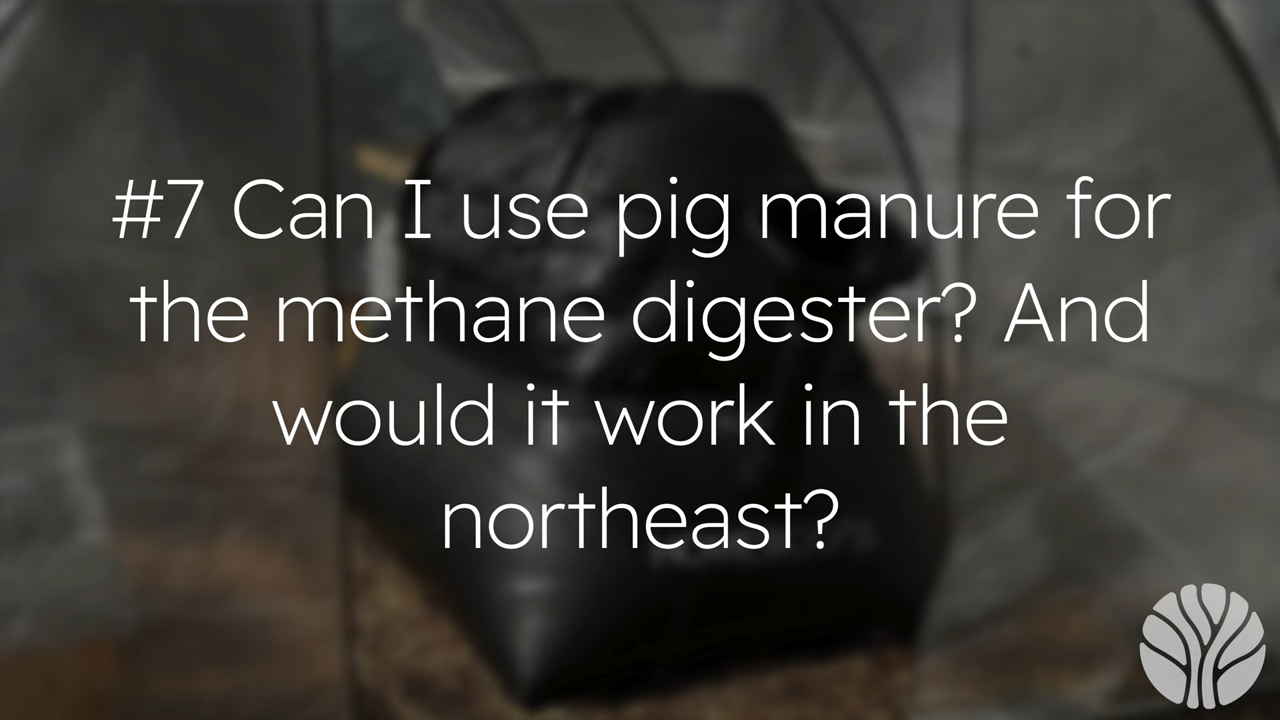 #7 Can I use pig manure for
the methane digester? And
would it work in the
northeast?